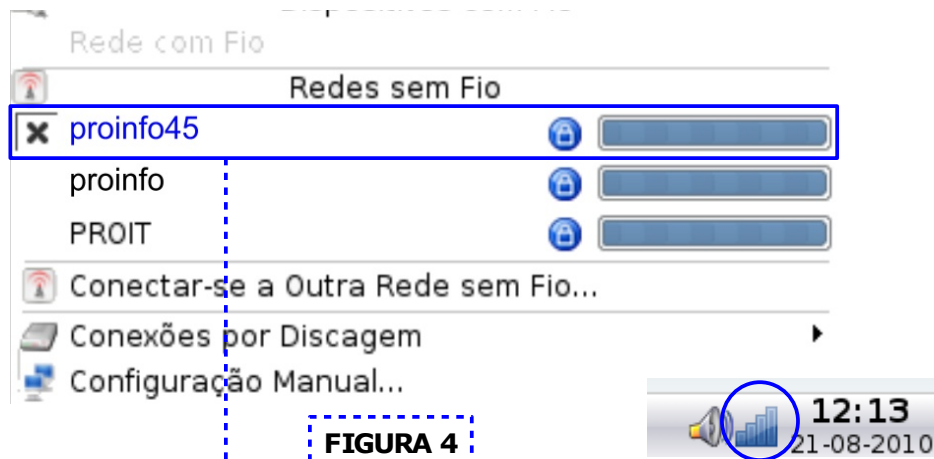 Rede com Fio
Redes sem Fio
proinfo45
proinfo
PROIT
Conectar-se a Outra Rede sem Fio...
Conexões por Discagem
Configuração Manual...
FIGURA 4
12:13
21-08-2010